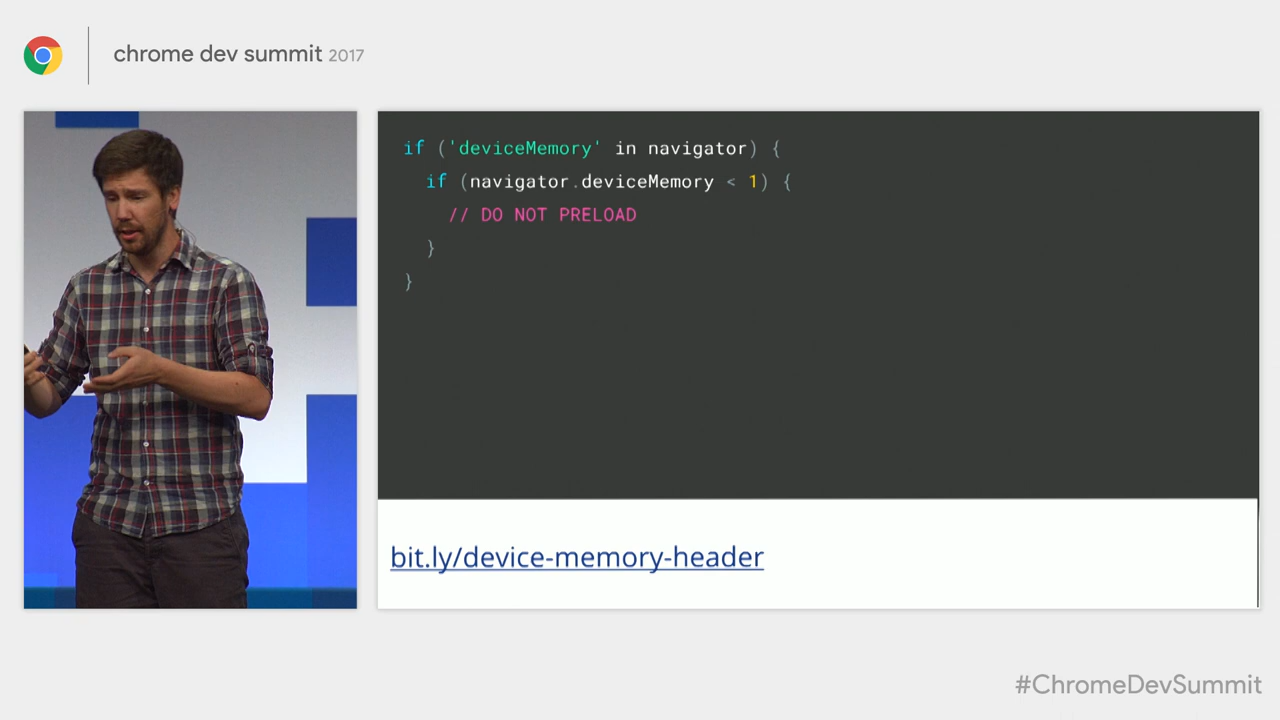 chrome dev summit 2017
if ('deviceMemory' in navigator) {
if (navigator.deviceMemory < 1) {
// DO NOT PRELOAD
}
}
bit.ly/device-memory-header
#ChromeDevSummit